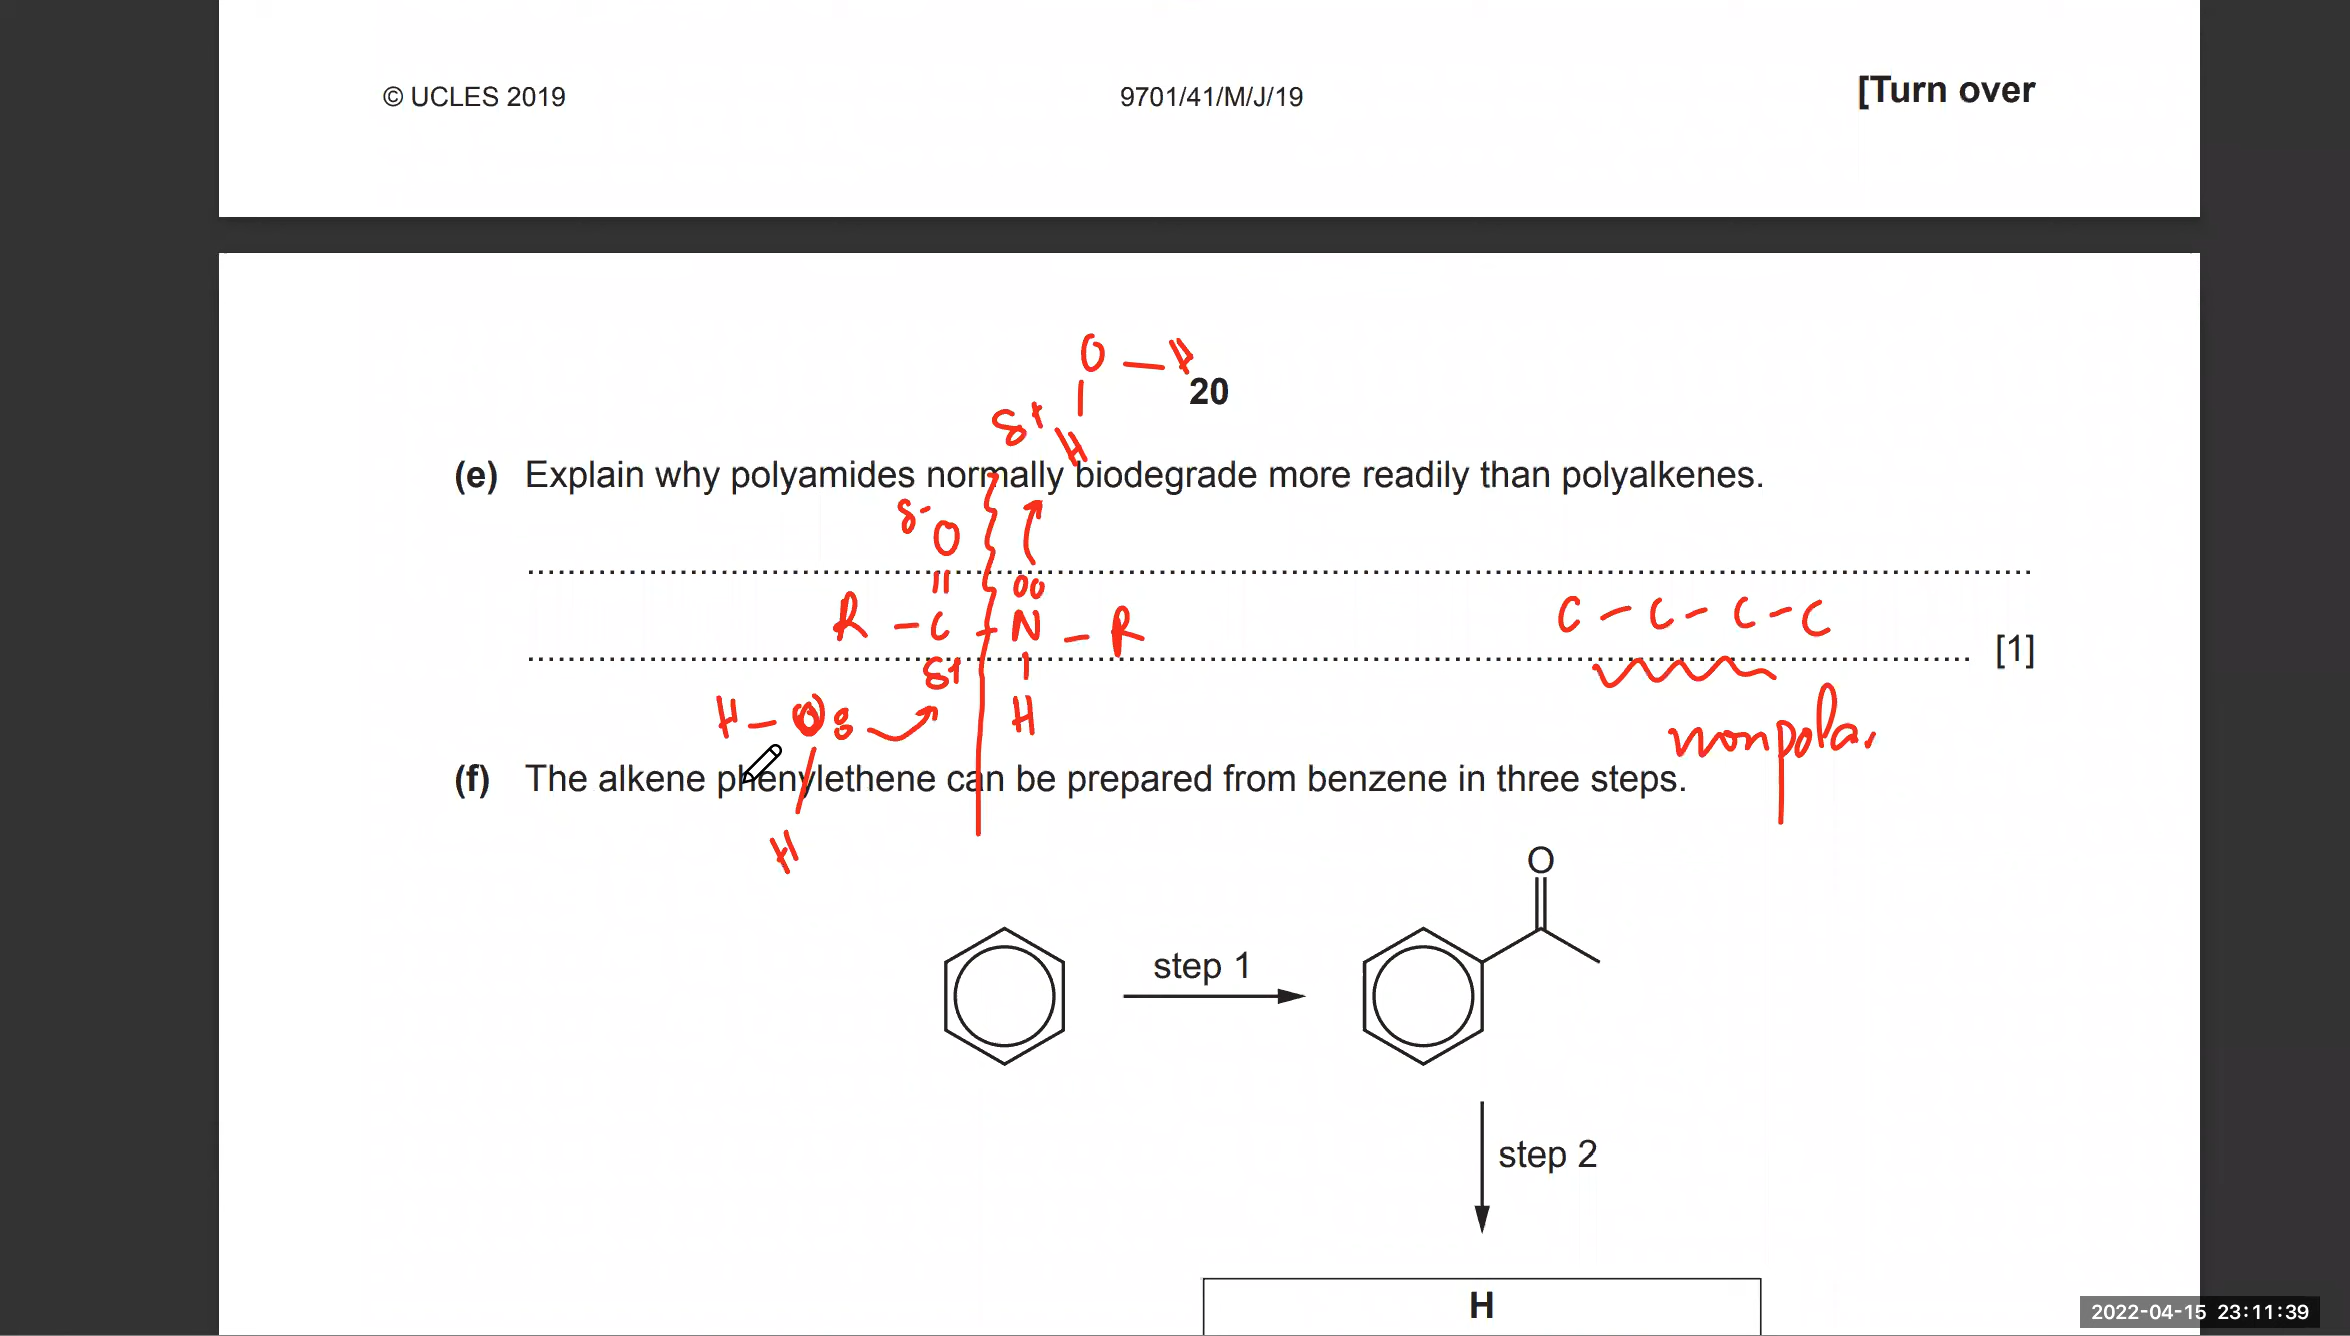 © UCLES 2019 9701/41/M/J/19 [Turn over
O — H
20
δ+ H
(e) Explain why polyamides normally biodegrade more readily than polyalkenes.
δ- O
R – C – N – R
C – C – C – C
[1]
δ+
H – O
H
nonpolar
(f) The alkene phenylethene can be prepared from benzene in three steps.
H
O
step 1
step 2
H
2022-04-15 23:11:39